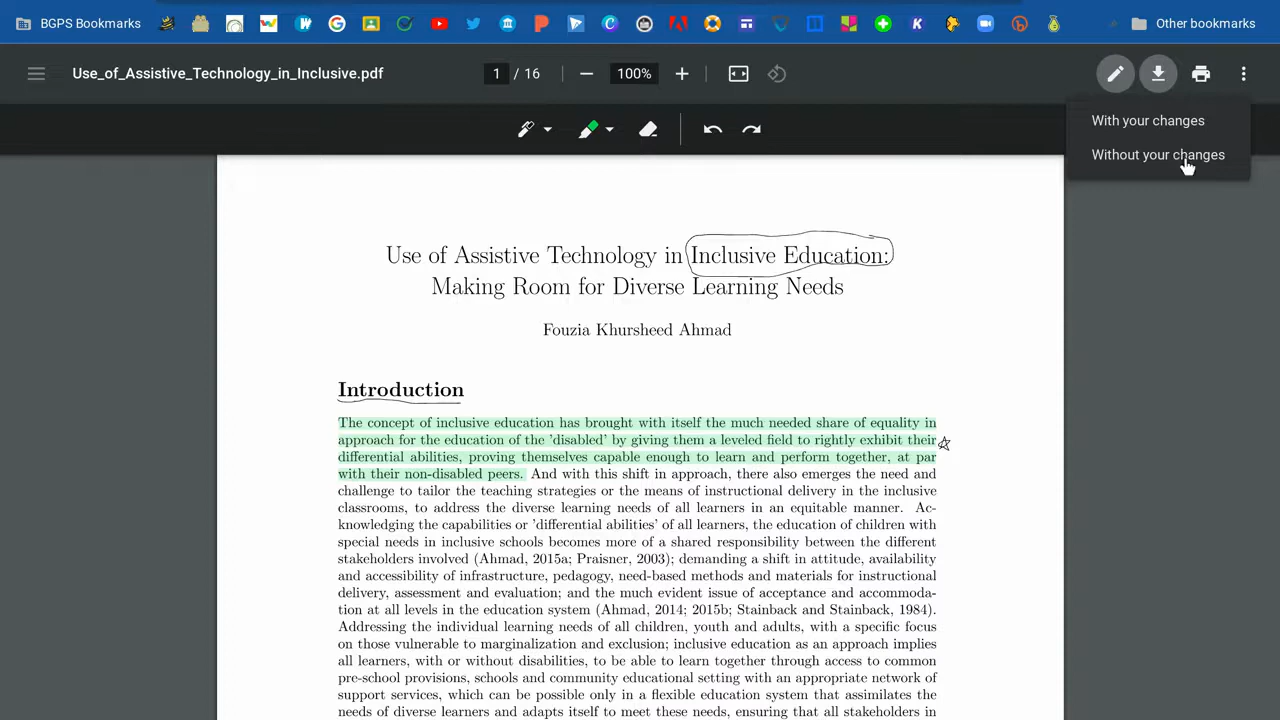 BGPS Bookmarks
Other bookmarks
Use_of_Assistive_Technology_in_Inclusive.pdf
1 / 16
100%
With your changes
Without your changes
Use of Assistive Technology in Inclusive Education:
Making Room for Diverse Learning Needs
Fouzia Khursheed Ahmad
Introduction
The concept of inclusive education has brought with itself the much needed share of equality in
approach for the education of the 'disabled' by giving them a leveled field to rightly exhibit their
differential abilities, proving themselves capable enough to learn and perform together, at par
with their non-disabled peers. And with this shift in approach, there also emerges the need and
challenge to tailor the teaching strategies or the means of instructional delivery in the inclusive
classrooms, to address the diverse learning needs of all learners in an equitable manner. Ac-
knowledging the capabilities or 'differential abilities' of all learners, the education of children with
special needs in inclusive schools becomes more of a shared responsibility between the different
stakeholders involved (Ahmad, 2015a; Praisner, 2003); demanding a shift in attitude, availability
and accessibility of infrastructure, pedagogy, need-based methods and materials for instructional
delivery, assessment and evaluation; and the much evident issue of acceptance and accommoda-
tion at all levels in the education system (Ahmad, 2014; 2015b; Stainback and Stainback, 1984).
Addressing the individual learning needs of all children, youth and adults, with a specific focus
on those vulnerable to marginalization and exclusion; inclusive education as an approach implies
all learners, with or without disabilities, to be able to learn together through access to common
pre-school provisions, schools and community educational setting with an appropriate network of
support services, which can be possible only in a flexible education system that assimilates the
needs of diverse learners and adapts itself to meet these needs, ensuring that all stakeholders in